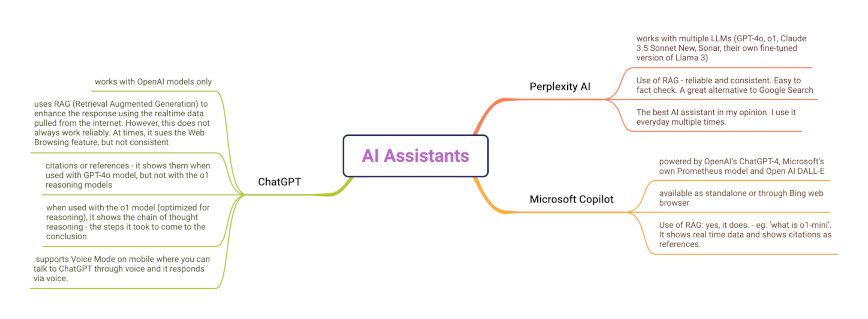 AI Assistants
Perplexity AI
works with multiple LLMs (GPT-4o, o1, Claude
3.5 Sonnet New, Sonar, their own fine-tuned
version of Llama 3)
Use of RAG - reliable and consistent. Easy to
fact check. A great alternative to Google Search
The best AI assistant in my opinion. I use it
everyday multiple times.
Microsoft Copilot
powered by OpenAI's ChatGPT-4, Microsoft's
own Prometheus model and Open AI DALL-E
available as standalone or through Bing web
browser
Use of RAG: yes, it does. - eg: 'what is o1-mini'.
It shows real time data and shows citations as
references.
ChatGPT
works with OpenAI models only
uses RAG (Retrieval Augmented Generation) to
enhance the response using the realtime data
pulled from the internet. However, this does not
always work reliably. At times, it sues the Web
Browsing feature, but not consistent
citations or references - it shows them when
used with GPT-4o model, but not with the o1
reasoning models
when used with the o1 model (optimized for
reasoning), it shows the chain of thought
reasoning - the steps it took to come to the
conclusion
supports Voice Mode on mobile where you can
talk to ChatGPT through voice and it responds
via voice.